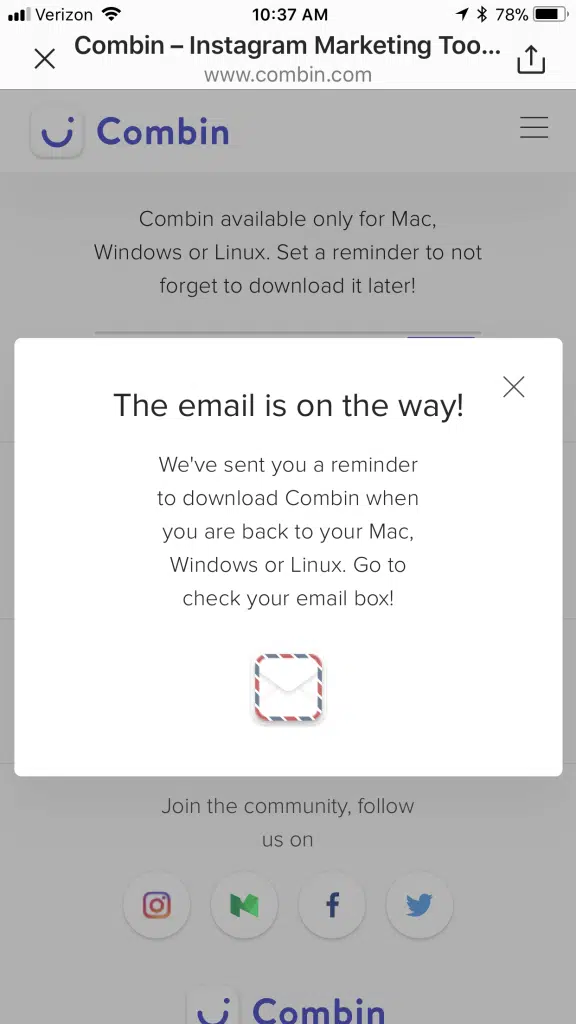 Verizon 10:37 AM 78%
Combin – Instagram Marketing Too...
www.combin.com
Combin
Combin available only for Mac,
Windows or Linux. Set a reminder to not
forget to download it later!
The email is on the way!
We've sent you a reminder
to download Combin when
you are back to your Mac,
Windows or Linux. Go to
check your email box!
Join the community, follow
us on
Combin